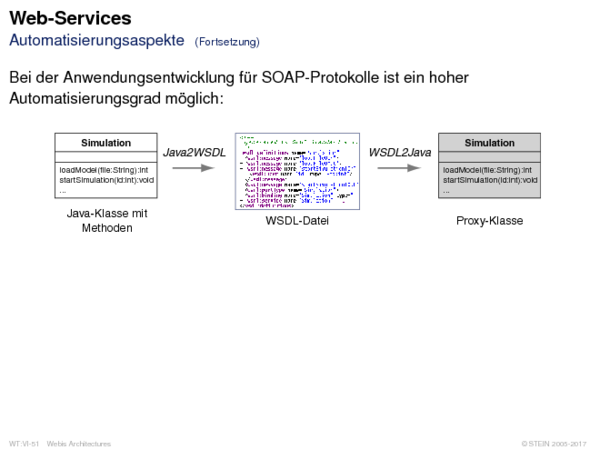 Web-Services
Automatisierungsaspekte (Fortsetzung)
Bei der Anwendungsentwicklung für SOAP-Protokolle ist ein hoher
Automatisierungsgrad möglich:
Simulation
loadModel(file:String):int
startSimulation(id:int):void
...
Java-Klasse mit
Methoden
Java2WSDL
WSDL-Datei
WSDL2Java
Simulation
loadModel(file:String):int
startSimulation(id:int):void
...
Proxy-Klasse
WT:VI-51 Webis Architectures
© STEIN 2005-2017